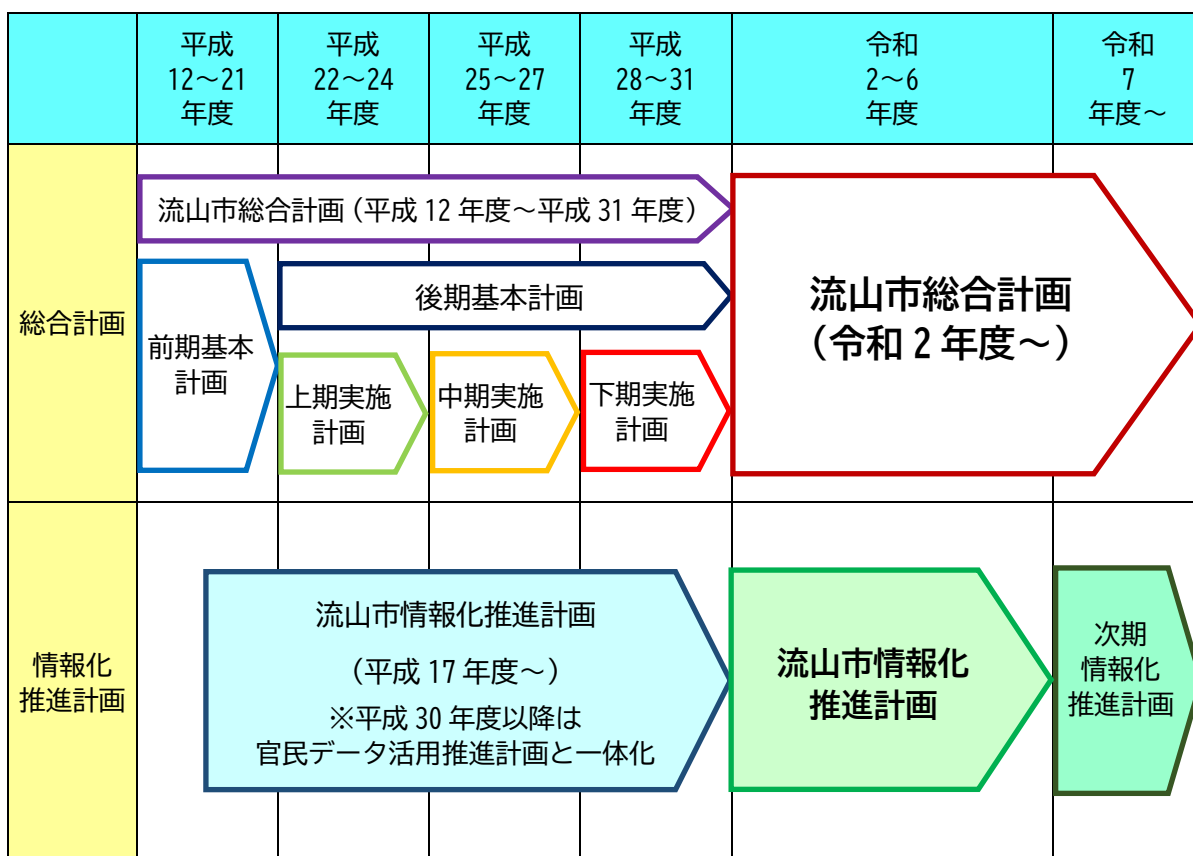 平成
12～21
年度
平成
22～24
年度
平成
25～27
年度
平成
28～31
年度
令和
2～6
年度
令和
7
年度～
総合計画
流山市総合計画（平成 12 年度～平成 31 年度）
前期基本
計画
後期基本計画
上期実施
計画
中期実施
計画
下期実施
計画
流山市総合計画
（令和 2 年度～）
情報化
推進計画
流山市情報化推進計画
（平成 17 年度～）
※平成 30 年度以降は
官民データ活用推進計画と一体化
流山市情報化
推進計画
次期
情報化
推進計画